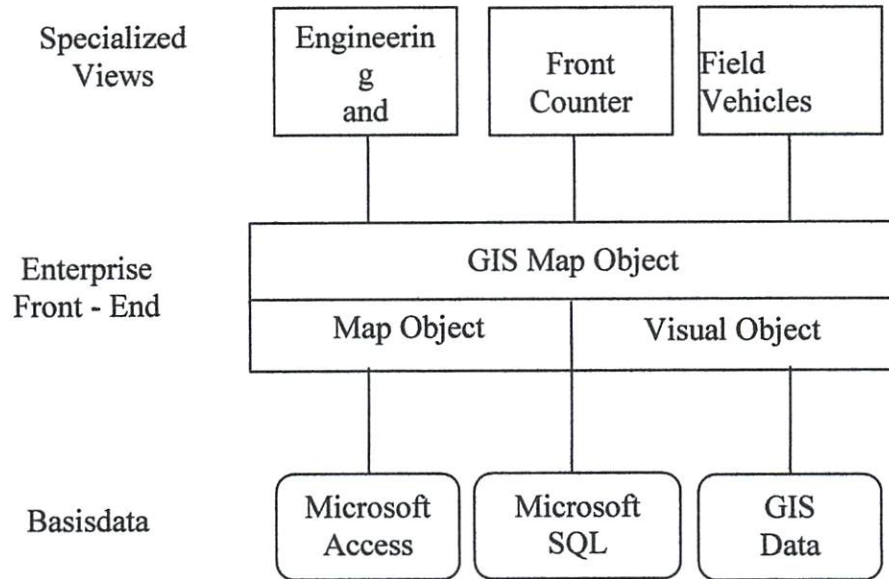 Specialized
Views
Engineerin
g
and
Front
Counter
Field
Vehicles
Enterprise
Front - End
GIS Map Object
Map Object
Visual Object
Basisdata
Microsoft
Access
Microsoft
SQL
GIS
Data